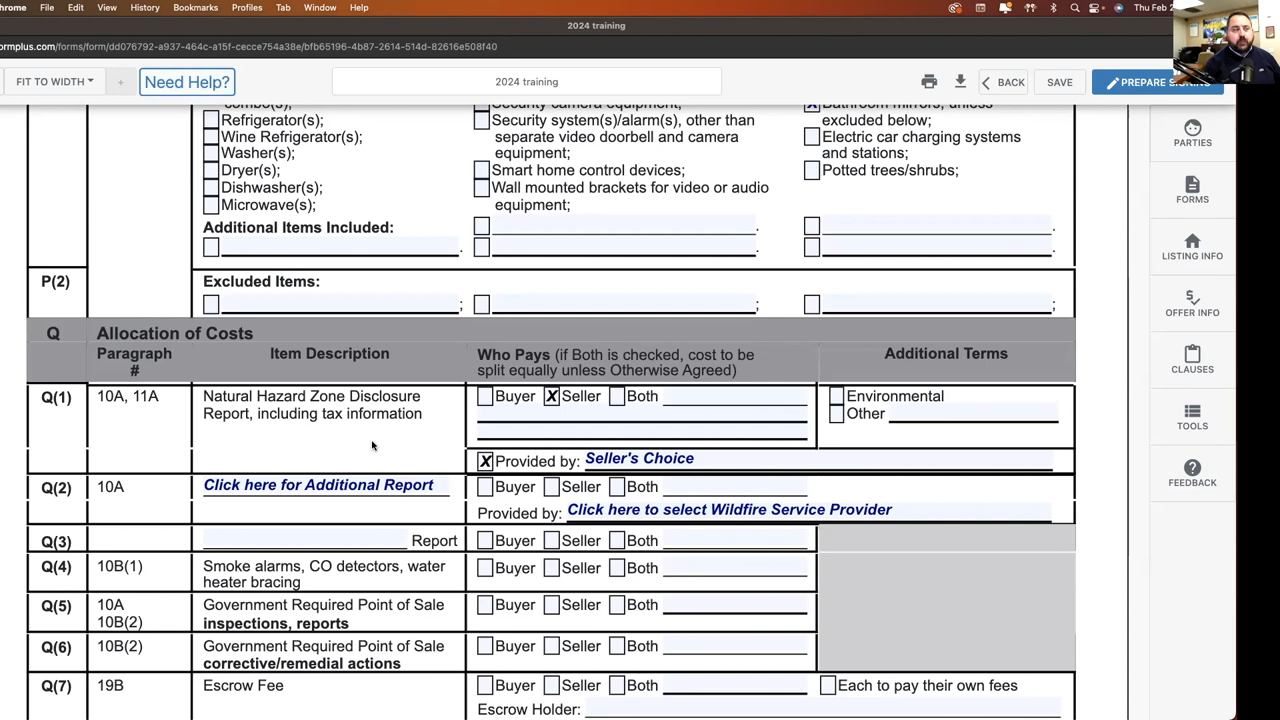 hrome File Edit View History Bookmarks Profiles Tab Window Help Thu Feb 2
2024 training
ormplus.com/forms/form/dd076792-a937-464c-a15f-cecce754a38e/bfb65196-4b87-2614-514d-82616e508f40
FIT TO WIDTH + Need Help? 2024 training BACK SAVE PREPARE SIGNING
combo(s); Security camera equipment; X Bathroom mirrors, unless
Refrigerator(s); Security system(s)/alarm(s), other than excluded below;
Wine Refrigerator(s); separate video doorbell and camera Electric car charging systems
Washer(s); equipment; and stations;
Dryer(s); Smart home control devices; Potted trees/shrubs;
Dishwasher(s); Wall mounted brackets for video or audio
Microwave(s); equipment;
Additional Items Included: . .
. . .
P(2) Excluded Items:
; ; ;
Q Allocation of Costs
Paragraph Item Description Who Pays (if Both is checked, cost to be Additional Terms
# split equally unless Otherwise Agreed)
Q(1) 10A, 11A Natural Hazard Zone Disclosure Buyer X Seller Both Environmental
Report, including tax information Other
X Provided by: Seller's Choice
Q(2) 10A Click here for Additional Report Buyer Seller Both
Provided by: Click here to select Wildfire Service Provider
Q(3) Report Buyer Seller Both
Q(4) 10B(1) Smoke alarms, CO detectors, water Buyer Seller Both
heater bracing
Q(5) 10A Government Required Point of Sale Buyer Seller Both
10B(2) inspections, reports
Q(6) 10B(2) Government Required Point of Sale Buyer Seller Both
corrective/remedial actions
Q(7) 19B Escrow Fee Buyer Seller Both Each to pay their own fees
Escrow Holder:
PARTIES
FORMS
LISTING INFO
OFFER INFO
CLAUSES
TOOLS
FEEDBACK